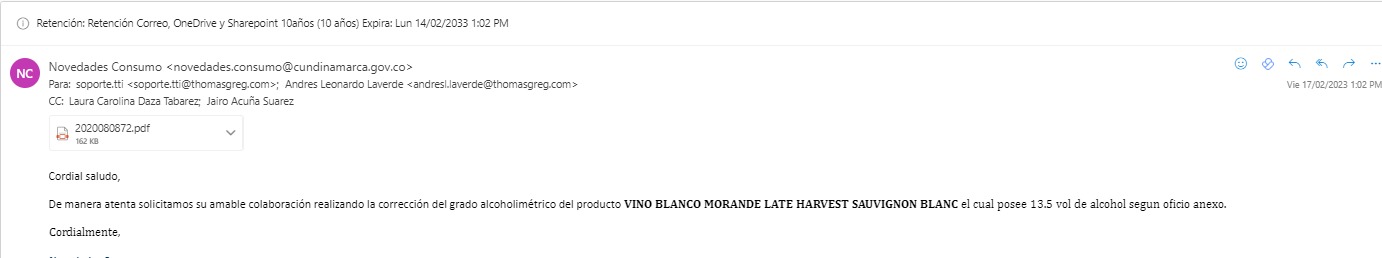 Retención: Retención Correo, OneDrive y Sharepoint 10años (10 años) Expira: Lun 14/02/2033 1:02 PM
NC
Novedades Consumo <novedades.consumo@cundinamarca.gov.co>
Para: soporte.tti <soporte.tti@thomasgreg.com>; Andres Leonardo Laverde <andresl.laverde@thomasgreg.com>
Vie 17/02/2023 1:02 PM
CC: Laura Carolina Daza Tabarez; Jairo Acuña Suarez
2020080872.pdf
162 KB
Cordial saludo,
De manera atenta solicitamos su amable colaboración realizando la corrección del grado alcoholimétrico del producto VINO BLANCO MORANDE LATE HARVEST SAUVIGNON BLANC el cual posee 13.5 vol de alcohol segun oficio anexo.
Cordialmente,